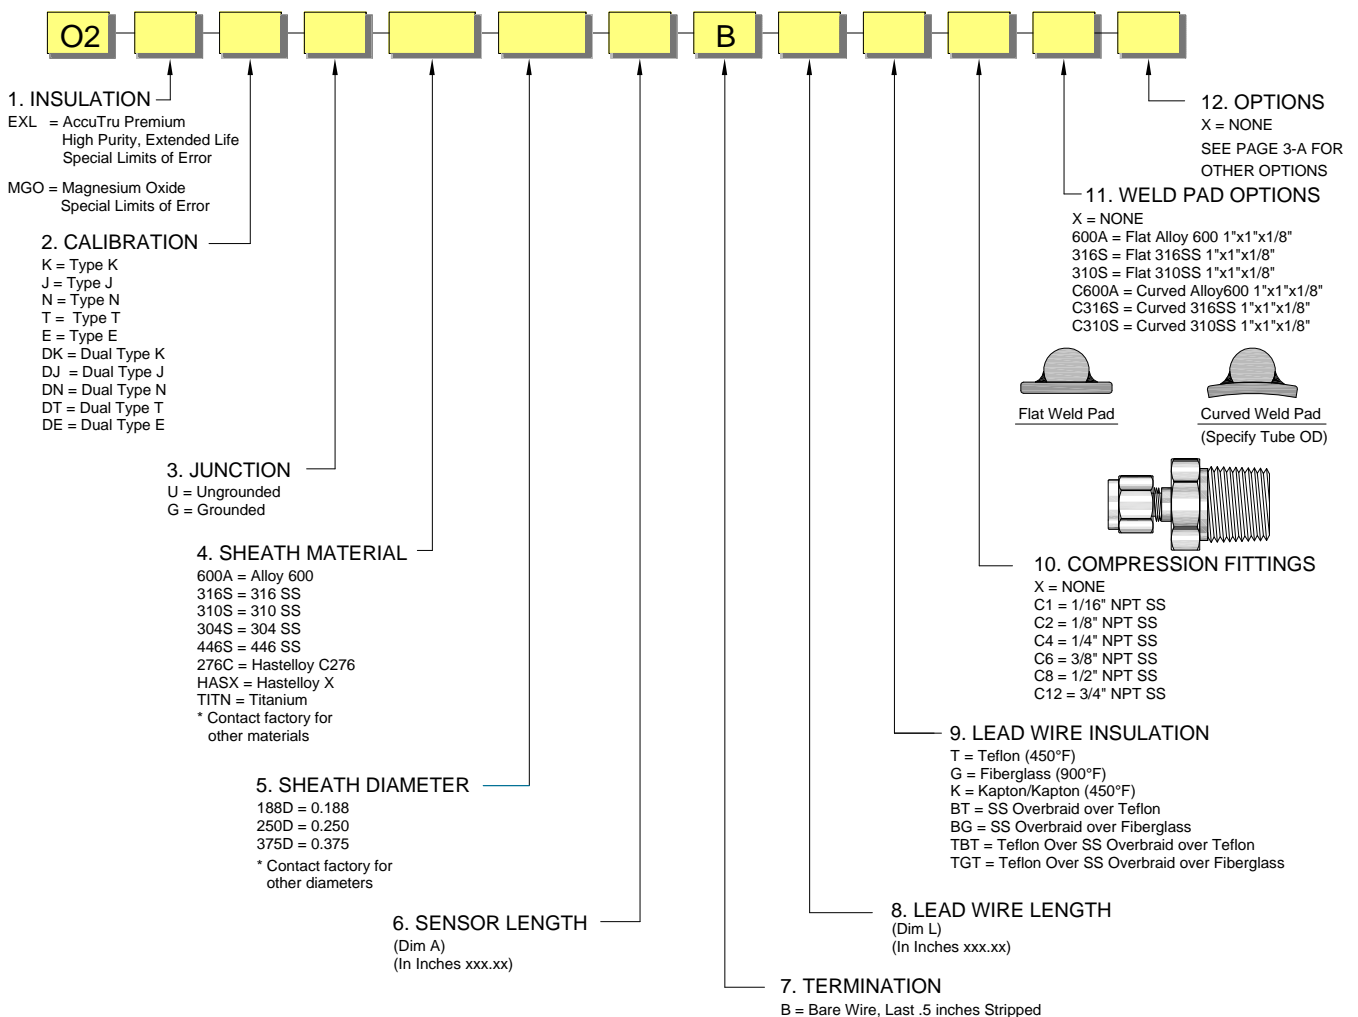 O2
B
1. INSULATION
EXL = AccuTru Premium
High Purity, Extended Life
Special Limits of Error
MGO = Magnesium Oxide
Special Limits of Error
2. CALIBRATION
K = Type K
J = Type J
N = Type N
T = Type T
E = Type E
DK = Dual Type K
DJ = Dual Type J
DN = Dual Type N
DT = Dual Type T
DE = Dual Type E
3. JUNCTION
U = Ungrounded
G = Grounded
4. SHEATH MATERIAL
600A = Alloy 600
316S = 316 SS
310S = 310 SS
304S = 304 SS
446S = 446 SS
276C = Hastelloy C276
HASX = Hastelloy X
TITN = Titanium
* Contact factory for
other materials
5. SHEATH DIAMETER
188D = 0.188
250D = 0.250
375D = 0.375
* Contact factory for
other diameters
6. SENSOR LENGTH
(Dim A)
(In Inches xxx.xx)
7. TERMINATION
B = Bare Wire, Last .5 inches Stripped
8. LEAD WIRE LENGTH
(Dim L)
(In Inches xxx.xx)
9. LEAD WIRE INSULATION
T = Teflon (450°F)
G = Fiberglass (900°F)
K = Kapton/Kapton (450°F)
BT = SS Overbraid over Teflon
BG = SS Overbraid over Fiberglass
TBT = Teflon Over SS Overbraid over Teflon
TGT = Teflon Over SS Overbraid over Fiberglass
10. COMPRESSION FITTINGS
X = NONE
C1 = 1/16" NPT SS
C2 = 1/8" NPT SS
C4 = 1/4" NPT SS
C6 = 3/8" NPT SS
C8 = 1/2" NPT SS
C12 = 3/4" NPT SS
11. WELD PAD OPTIONS
X = NONE
600A = Flat Alloy 600 1"x1"x1/8"
316S = Flat 316SS 1"x1"x1/8"
310S = Flat 310SS 1"x1"x1/8"
C600A = Curved Alloy600 1"x1"x1/8"
C316S = Curved 316SS 1"x1"x1/8"
C310S = Curved 310SS 1"x1"x1/8"
Flat Weld Pad
Curved Weld Pad
(Specify Tube OD)
12. OPTIONS
X = NONE
SEE PAGE 3-A FOR
OTHER OPTIONS